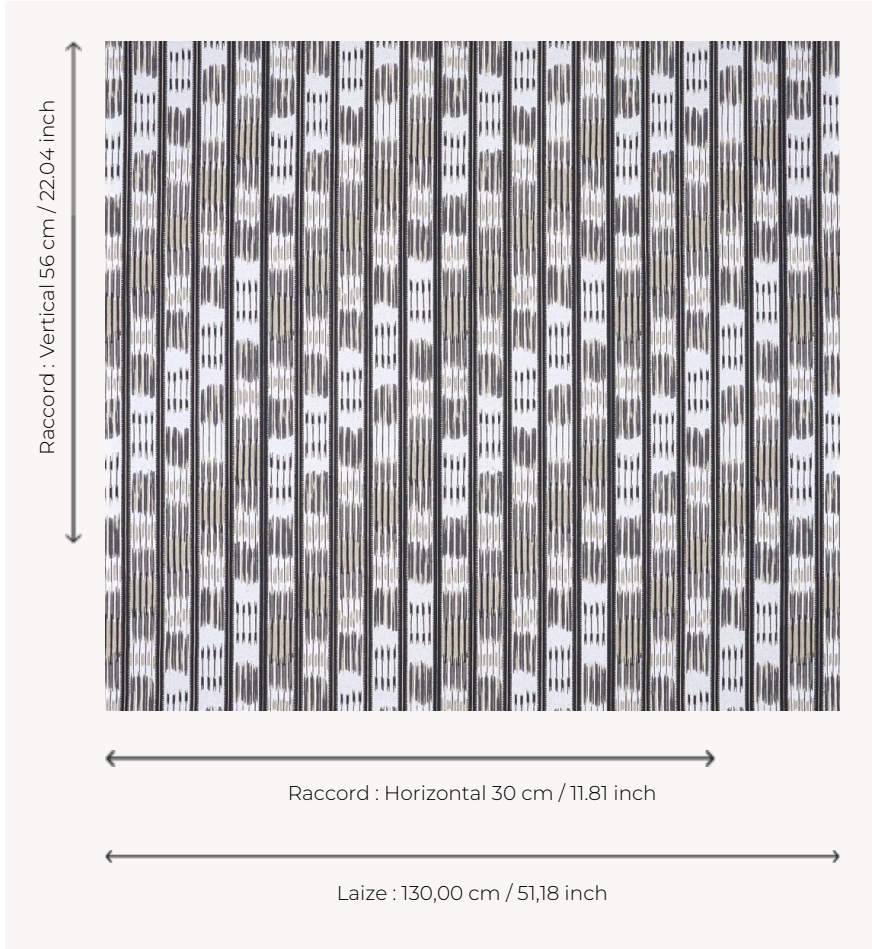 Raccord : Vertical 56 cm / 22.04 inch
Raccord : Horizontal 30 cm / 11.81 inch
Laize : 130,00 cm / 51,18 inch